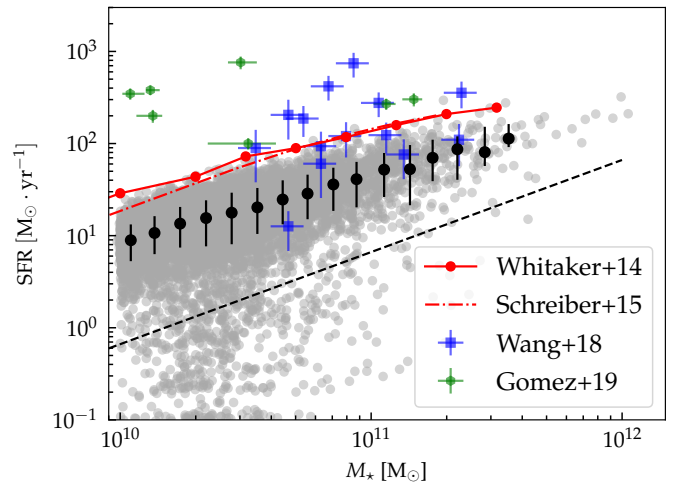 10³
10²
10¹
10⁰
10⁻¹
SFR [M⊙ · yr⁻¹]
Whitaker+14
Schreiber+15
Wang+18
Gomez+19
10¹⁰
10¹¹
10¹²
M⋆ [M⊙]